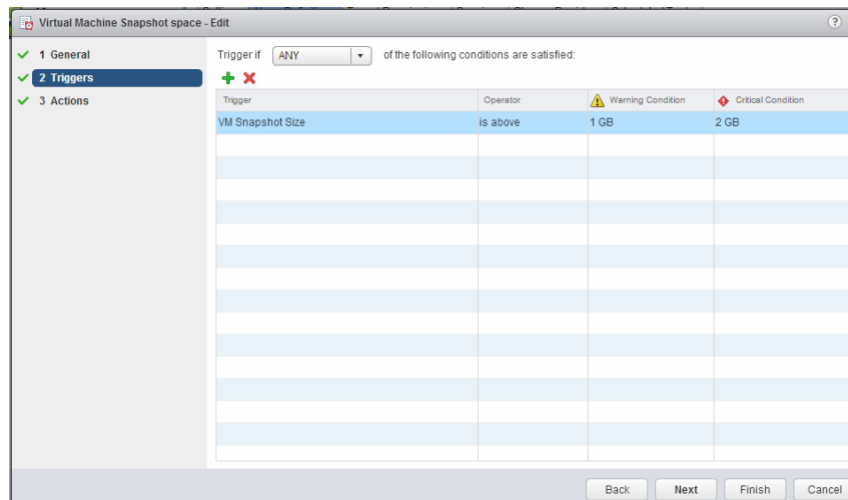 Virtual Machine Snapshot space - Edit
?
1 General
2 Triggers
3 Actions
Trigger if ANY of the following conditions are satisfied:
Trigger Operator Warning Condition Critical Condition
VM Snapshot Size is above 1 GB 2 GB
Back Next Finish Cancel